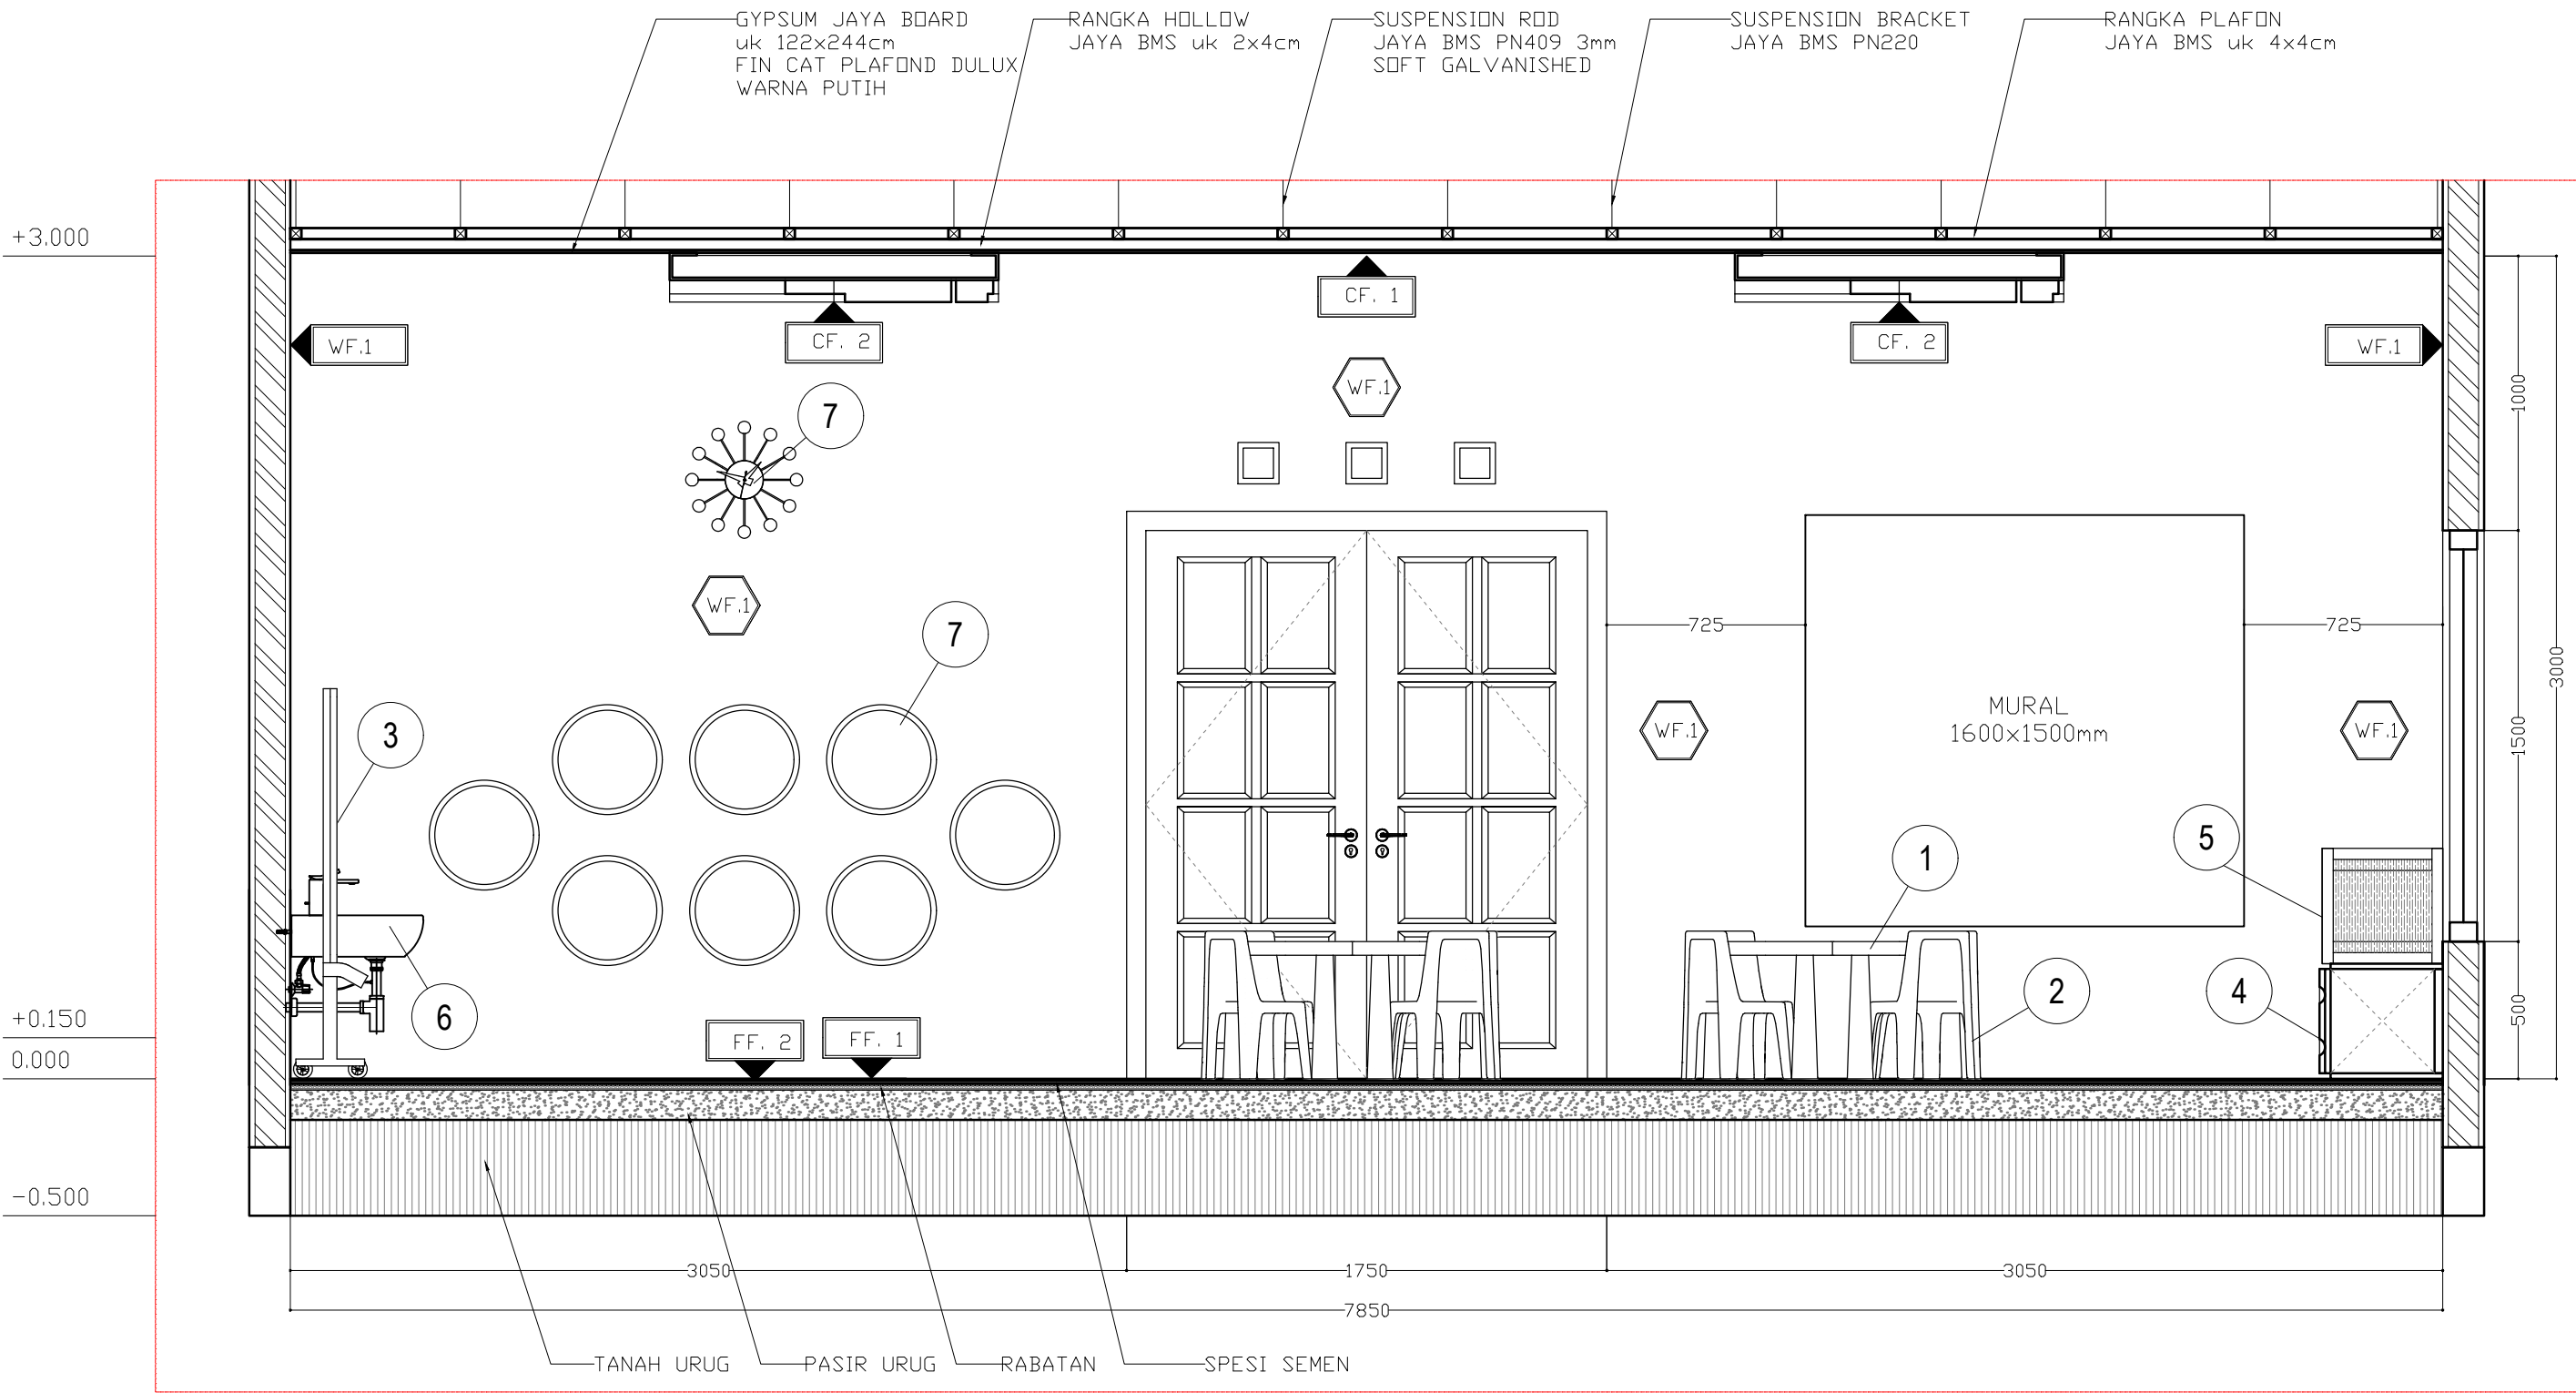 GYPSUM JAYA BOARD
uk 122x244cm
FIN CAT PLAFOND DULUX
WARNA PUTIH
RANGKA HOLLOW
JAYA BMS uk 2x4cm
SUSPENSION ROD
JAYA BMS PN409 3mm
SOFT GALVANISHED
SUSPENSION BRACKET
JAYA BMS PN220
RANGKA PLAFON
JAYA BMS uk 4x4cm
+3.000
CF. 1
WF.1
CF. 2
CF. 2
WF.1
WF.1
7
1000
WF.1
7
725
725
3000
3
MURAL
1600x1500mm
WF.1
WF.1
1500
5
1
6
2
4
500
+0.150
FF. 2
FF. 1
0.000
-0.500
3050
1750
3050
7850
TANAH URUG
PASIR URUG
RABATAN
SPESI SEMEN